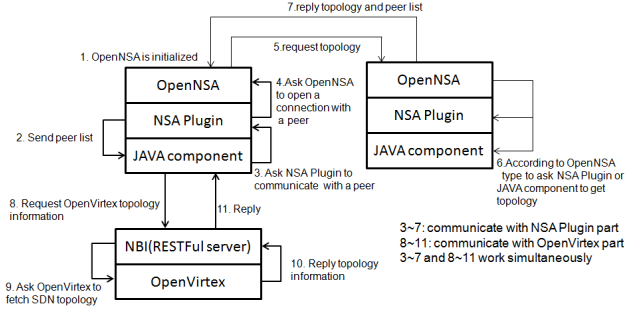 7.reply topology and peer list
5.request topology
1. OpenNSA is initialized
OpenNSA
NSA Plugin
JAVA component
4.Ask OpenNSA
to open a
connection with
a peer
2. Send peer list
3. Ask NSA Plugin to
communicate with a peer
OpenNSA
NSA Plugin
JAVA component
6.According to OpenNSA
type to ask NSA Plugin or
JAVA component to get
topology
8. Request OpenVirtex topology
information
11. Reply
NBI(RESTFul server)
OpenVirtex
9. Ask OpenVirtex to
fetch SDN topology
10. Reply topology
information
3~7: communicate with NSA Plugin part
8~11: communicate with OpenVirtex part
3~7 and 8~11 work simultaneously